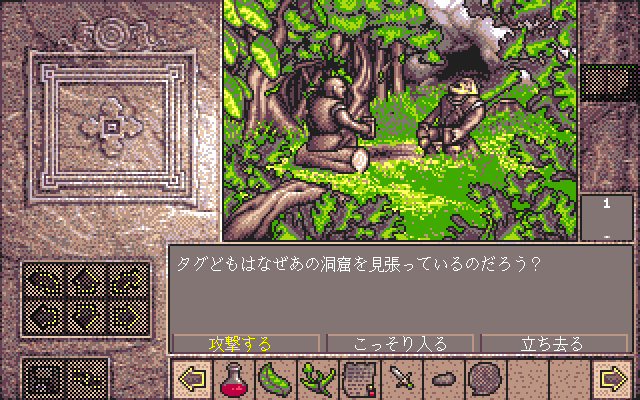 1
タグどもはなぜあの洞窟を見張っているのだろう？
攻撃する
こっそり入る
立ち去る